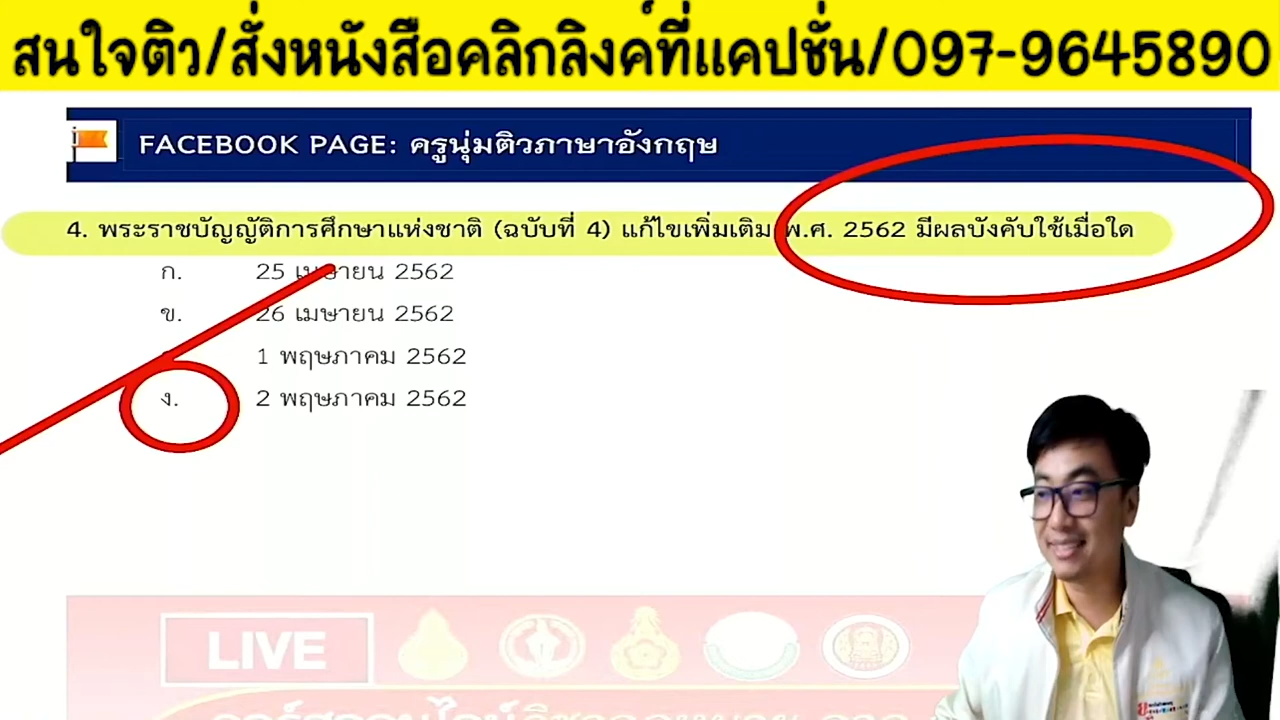 สนใจติว/สั่งหนังสือคลิกลิงค์ที่แคปชั่น/097-9645890
FACEBOOK PAGE: ครูนุ่มติวภาษาอังกฤษ
4. พระราชบัญญัติการศึกษาแห่งชาติ (ฉบับที่ 4) แก้ไขเพิ่มเติม พ.ศ. 2562 มีผลบังคับใช้เมื่อใด
ก. 25 เมษายน 2562
ข. 26 เมษายน 2562
1 พฤษภาคม 2562
ง. 2 พฤษภาคม 2562
LIVE